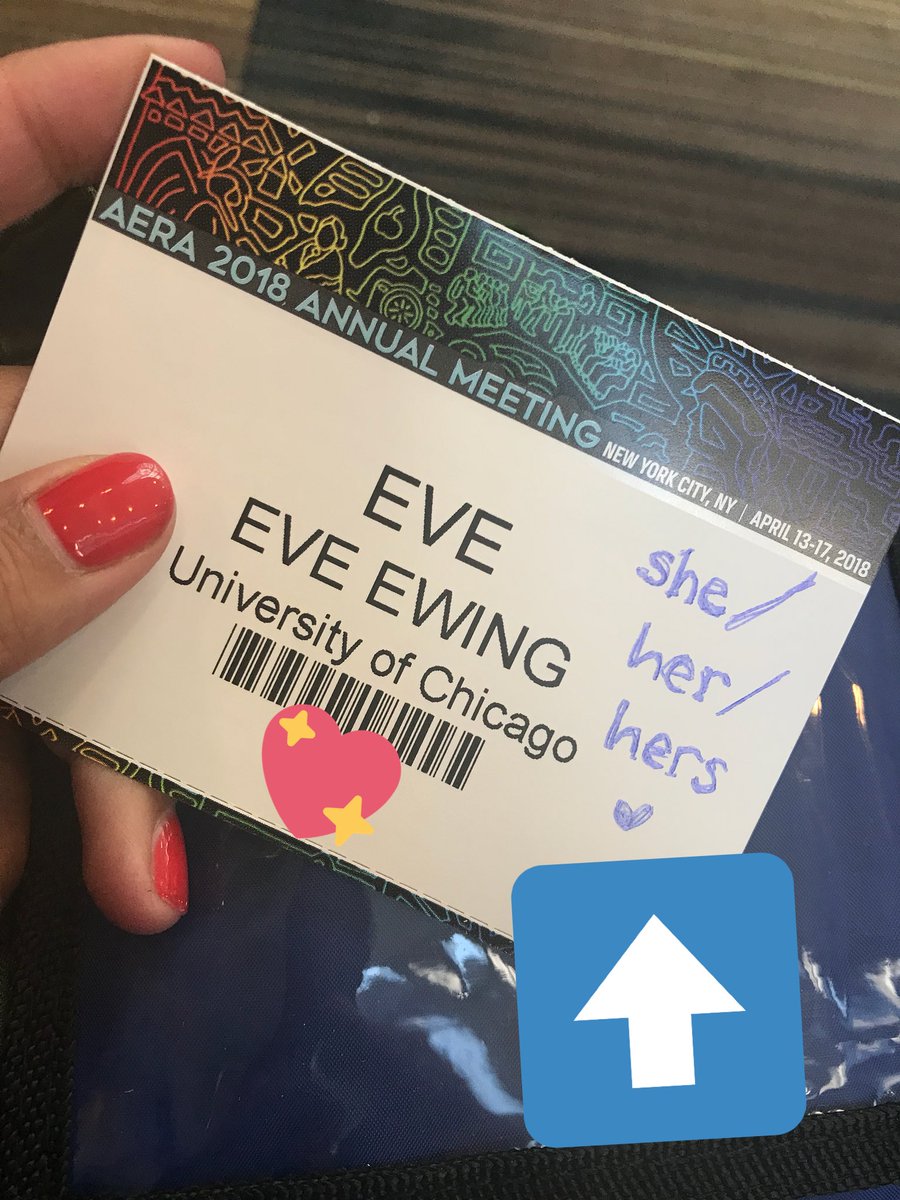 AERA 2018 ANNUAL MEETING NEW YORK CITY, NY | APRIL 13-17, 2018
EVE
EVE EWING
University of Chicago
she/
her/
hers